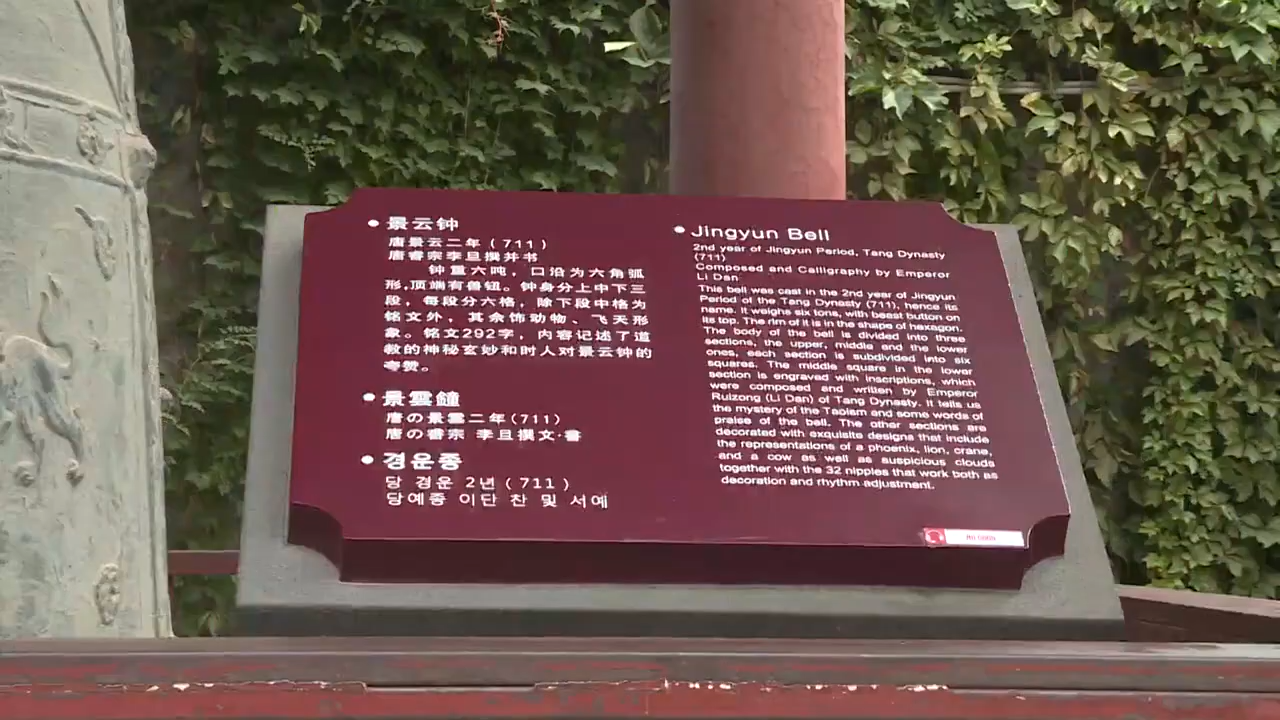 景云钟
唐景云二年(711)
唐睿宗李旦撰并书
钟重六吨，口沿为六角弧
形,顶端有兽钮。钟身分上中下三
段，每段分六格，除下段中格为
铭文外，其余饰动物、飞天形
象。铭文292字，内容记述了道
教的神秘玄妙和时人对景云钟的
夸赞。
景雲鐘
唐の景雲二年(711)
唐の睿宗 李旦撰文·書
경운종
당 경운 2년(711)
당예종 이단 찬 및 서예
Jingyun Bell
2nd year of Jingyun Period, Tang Dynasty
(711)
Composed and Calligraphy by Emperor
Li Dan
This bell was cast in the 2nd year of Jingyun
Period of the Tang Dynasty (711), hence its
name. It weighs six tons, with beast button on
its top. The rim of it is in the shape of hexagon.
The body of the bell is divided into three
sections, the upper, middle and the lower
ones, each section is subdivided into six
squares. The middle square in the lower
section is engraved with inscriptions, which
were composed and written by Emperor
Ruizong (Li Dan) of Tang Dynasty. It tells us
the mystery of the Taoism and some words of
praise of the bell. The other sections are
decorated with exquisite designs that include
the representations of a phoenix, lion, crane,
and a cow as well as auspicious clouds
together with the 32 nipples that work both as
decoration and rhythm adjustment.